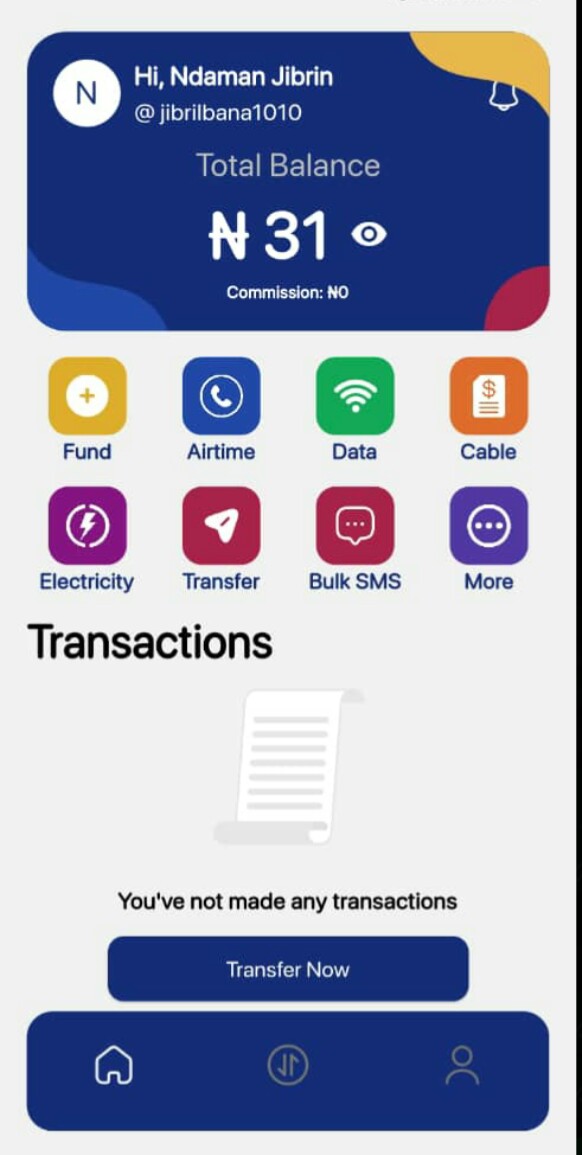 N
Hi, Ndaman Jibrin
@ jibrilbana1010
Total Balance
₦ 31
Commission: ₦0
Fund
Airtime
Data
Cable
Electricity
Transfer
Bulk SMS
More
Transactions
You've not made any transactions
Transfer Now